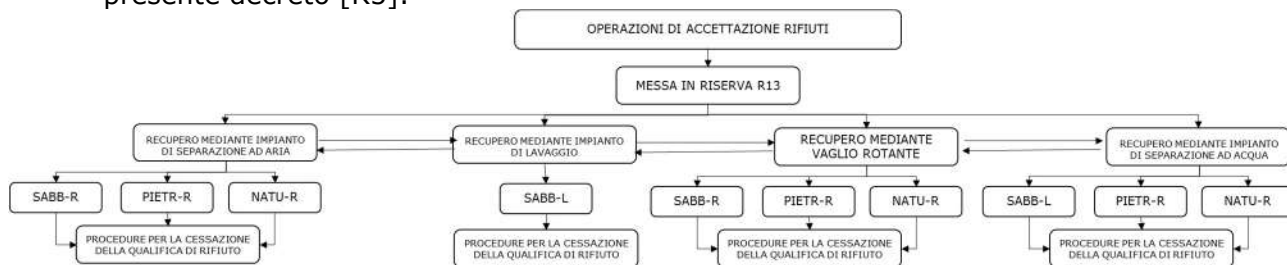 presente decreto [R5].
OPERAZIONI DI ACCETTAZIONE RIFIUTI
MESSA IN RISERVA R13
RECUPERO MEDIANTE IMPIANTO
DI SEPARAZIONE AD ARIA
RECUPERO MEDIANTE IMPIANTO
DI LAVAGGIO
RECUPERO MEDIANTE
VAGLIO ROTANTE
RECUPERO MEDIANTE IMPIANTO
DI SEPARAZIONE AD ACQUA
SABB-R
PIETR-R
NATU-R
SABB-L
SABB-R
PIETR-R
NATU-R
SABB-L
PIETR-R
NATU-R
PROCEDURE PER LA CESSAZIONE
DELLA QUALIFICA DI RIFIUTO
PROCEDURE PER LA CESSAZIONE
DELLA QUALIFICA DI RIFIUTO
PROCEDURE PER LA CESSAZIONE
DELLA QUALIFICA DI RIFIUTO
PROCEDURE PER LA CESSAZIONE
DELLA QUALIFICA DI RIFIUTO